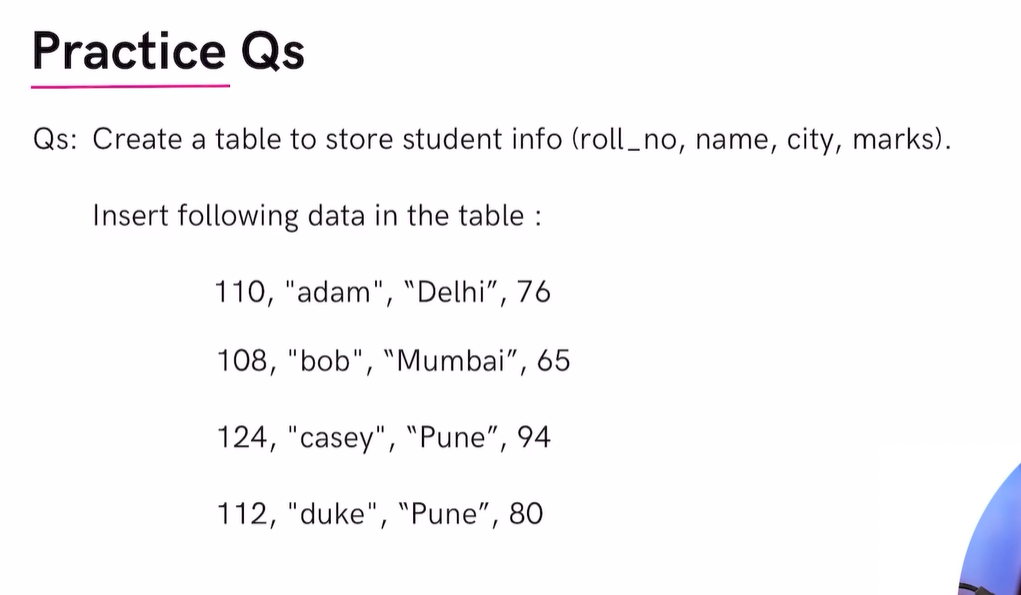 Practice Qs
Qs: Create a table to store student info (roll_no, name, city, marks).
Insert following data in the table :
110, "adam", “Delhi”, 76
108, "bob", “Mumbai”, 65
124, "casey", “Pune”, 94
112, "duke", “Pune”, 80